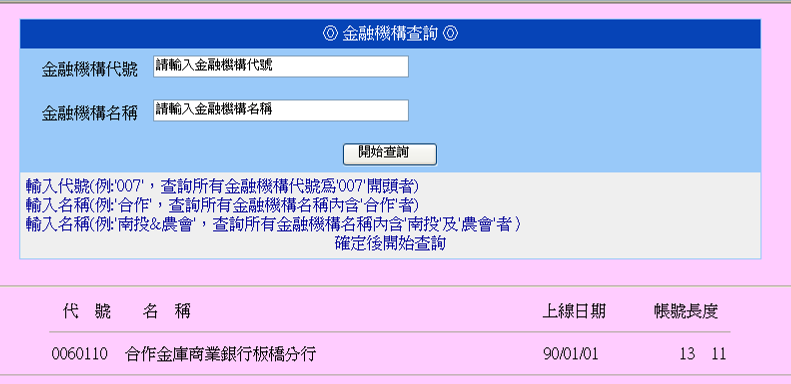 ◎ 金融機構查詢 ◎
金融機構代號 請輸入金融機構代號
金融機構名稱 請輸入金融機構名稱
開始查詢
輸入代號(例:'007'，查詢所有金融機構代號為'007'開頭者)
輸入名稱(例:'合作'，查詢所有金融機構名稱內含'合作'者)
輸入名稱(例:'南投&農會'，查詢所有金融機構名稱內含'南投'及'農會'者)
確定後開始查詢
代 號 名 稱 上線日期 帳號長度
0060110 合作金庫商業銀行板橋分行 90/01/01 13 11